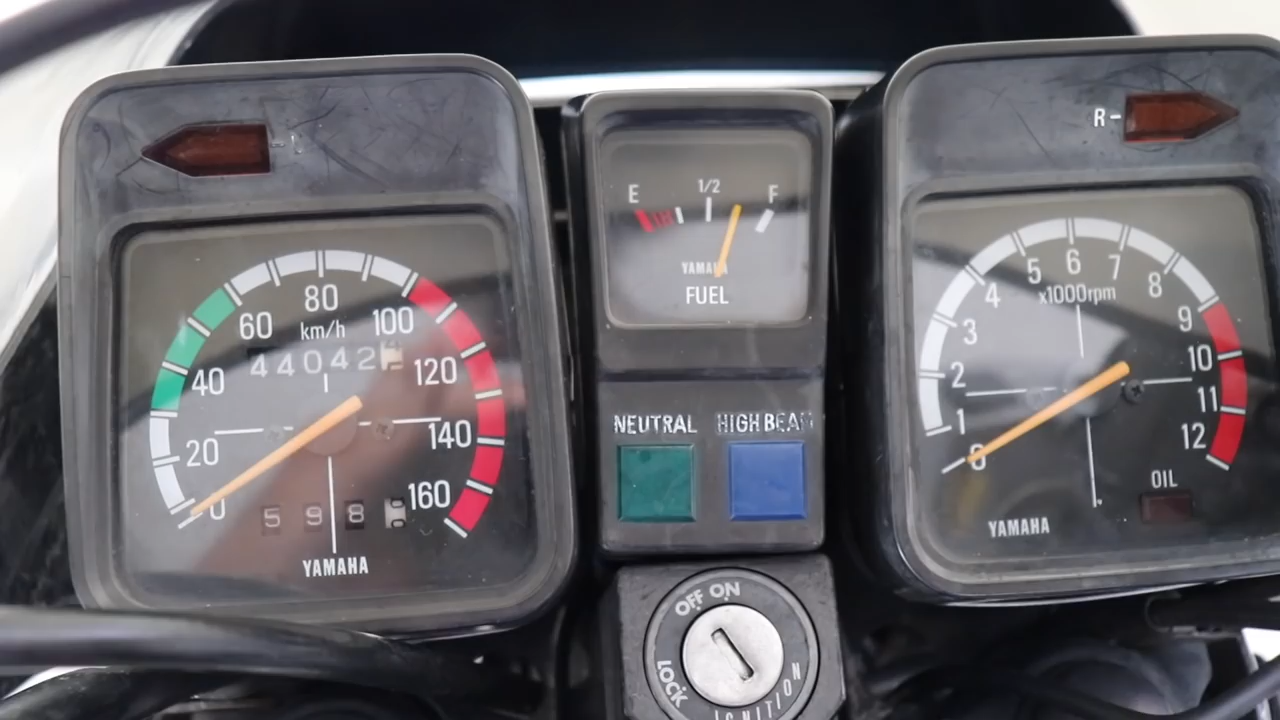 L
80
60
km/h
100
44042
40
120
20
140
160
0
598
YAMAHA
E
1/2
F
YAMAHA
FUEL
NEUTRAL
HIGH BEAM
OFF ON
LOCK
IGNITION
R-
5
6
7
4
x1000rpm
8
3
9
2
10
1
11
0
12
OIL
YAMAHA